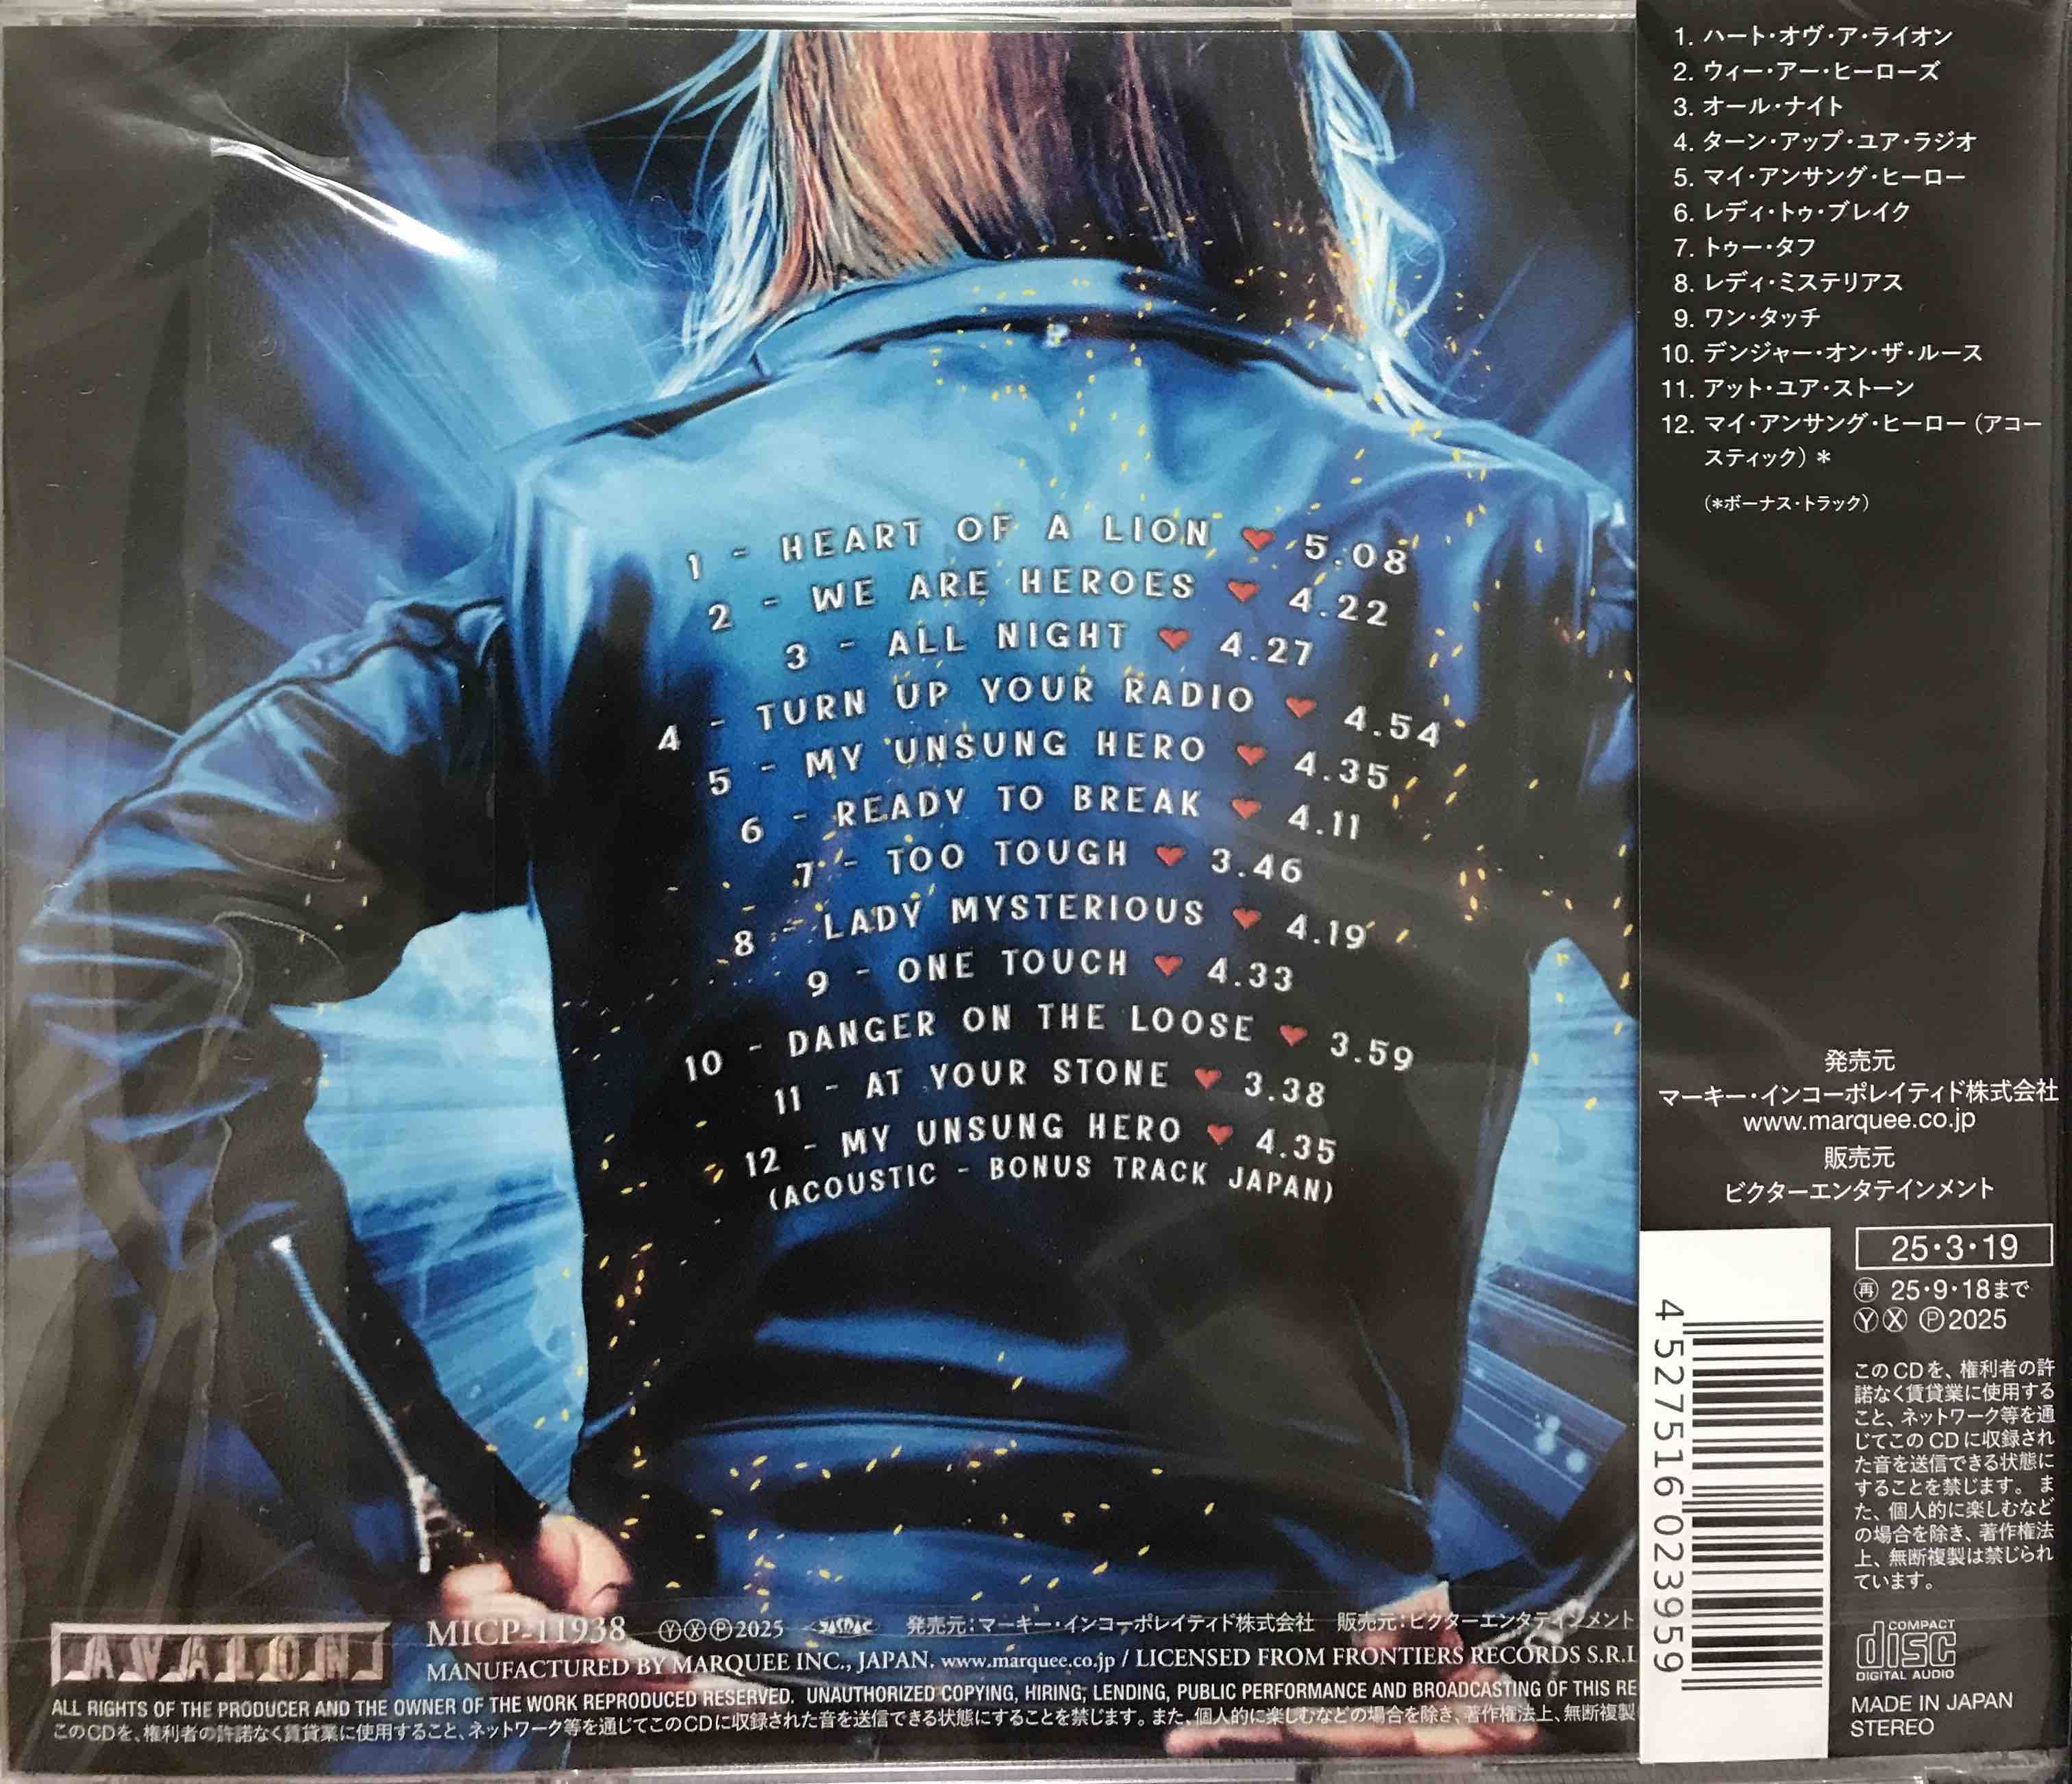 1 - HEART OF A LION ♥ 5.08
2 - WE ARE HEROES ♥ 4.22
3 - ALL NIGHT ♥ 4.27
4 - TURN UP YOUR RADIO ♥ 4.54
5 - MY UNSUNG HERO ♥ 4.35
6 - READY TO BREAK ♥ 4.11
7 - TOO TOUGH ♥ 3.46
8 - LADY MYSTERIOUS ♥ 4.19
9 - ONE TOUCH ♥ 4.33
10 - DANGER ON THE LOOSE ♥ 3.59
11 - AT YOUR STONE ♥ 3.38
12 - MY UNSUNG HERO ♥ 4.35
(ACOUSTIC - BONUS TRACK JAPAN)
AVALON
MICP-11938 ⓎⓍⓅ2025 JASRAC 発売元:マーキー・インコーポレイティド株式会社 販売元:ビクターエンタテインメント
MANUFACTURED BY MARQUEE INC., JAPAN. www.marquee.co.jp / LICENSED FROM FRONTIERS RECORDS S.R.L
ALL RIGHTS OF THE PRODUCER AND THE OWNER OF THE WORK REPRODUCED RESERVED. UNAUTHORIZED COPYING, HIRING, LENDING, PUBLIC PERFORMANCE AND BROADCASTING OF THIS RE
このCDを、権利者の許諾なく賃貸業に使用すること、ネットワーク等を通じてこのCDに収録された音を送信できる状態にすることを禁じます。また、個人的に楽しむなどの場合を除き、著作権法上、無断複製
1. ハート・オヴ・ア・ライオン
2. ウィー・アー・ヒーローズ
3. オール・ナイト
4. ターン・アップ・ユア・ラジオ
5. マイ・アンサング・ヒーロー
6. レディ・トゥ・ブレイク
7. トゥー・タフ
8. レディ・ミステリアス
9. ワン・タッチ
10. デンジャー・オン・ザ・ルース
11. アット・ユア・ストーン
12. マイ・アンサング・ヒーロー(アコー
スティック)*
(*ボーナス・トラック)
発売元
マーキー・インコーポレイティド株式会社
www.marquee.co.jp
販売元
ビクターエンタテインメント
25・3・19
再 25・9・18まで
ⓎⓍ Ⓟ2025
このCDを、権利者の許
諾なく賃貸業に使用する
こと、ネットワーク等を通
じてこのCDに収録され
た音を送信できる状態に
することを禁じます。ま
た、個人的に楽しむなど
の場合を除き、著作権法
上、無断複製は禁じられ
ています。
COMPACT
disc
DIGITAL AUDIO
MADE IN JAPAN
STEREO
4527516023959